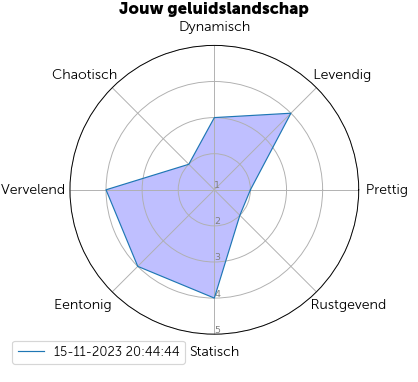 Jouw geluidslandschap
Dynamisch
Chaotisch
Levendig
Vervelend
1
Prettig
2
3
4
Eentonig
Rustgevend
5
15-11-2023 20:44:44
Statisch